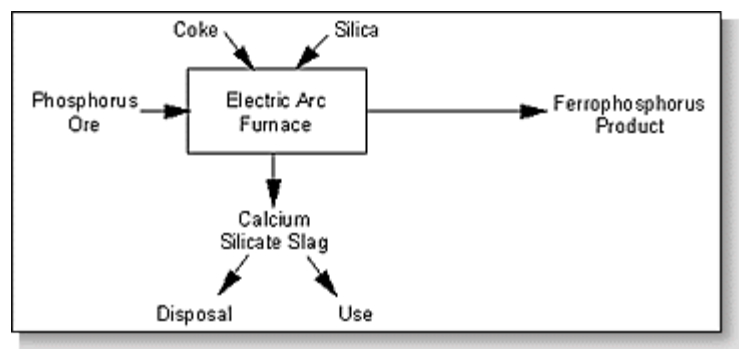 Coke
Silica
Phosphorus
Ore
Electric Arc
Furnace
Ferrophosphorus
Product
Calcium
Silicate Slag
Disposal
Use